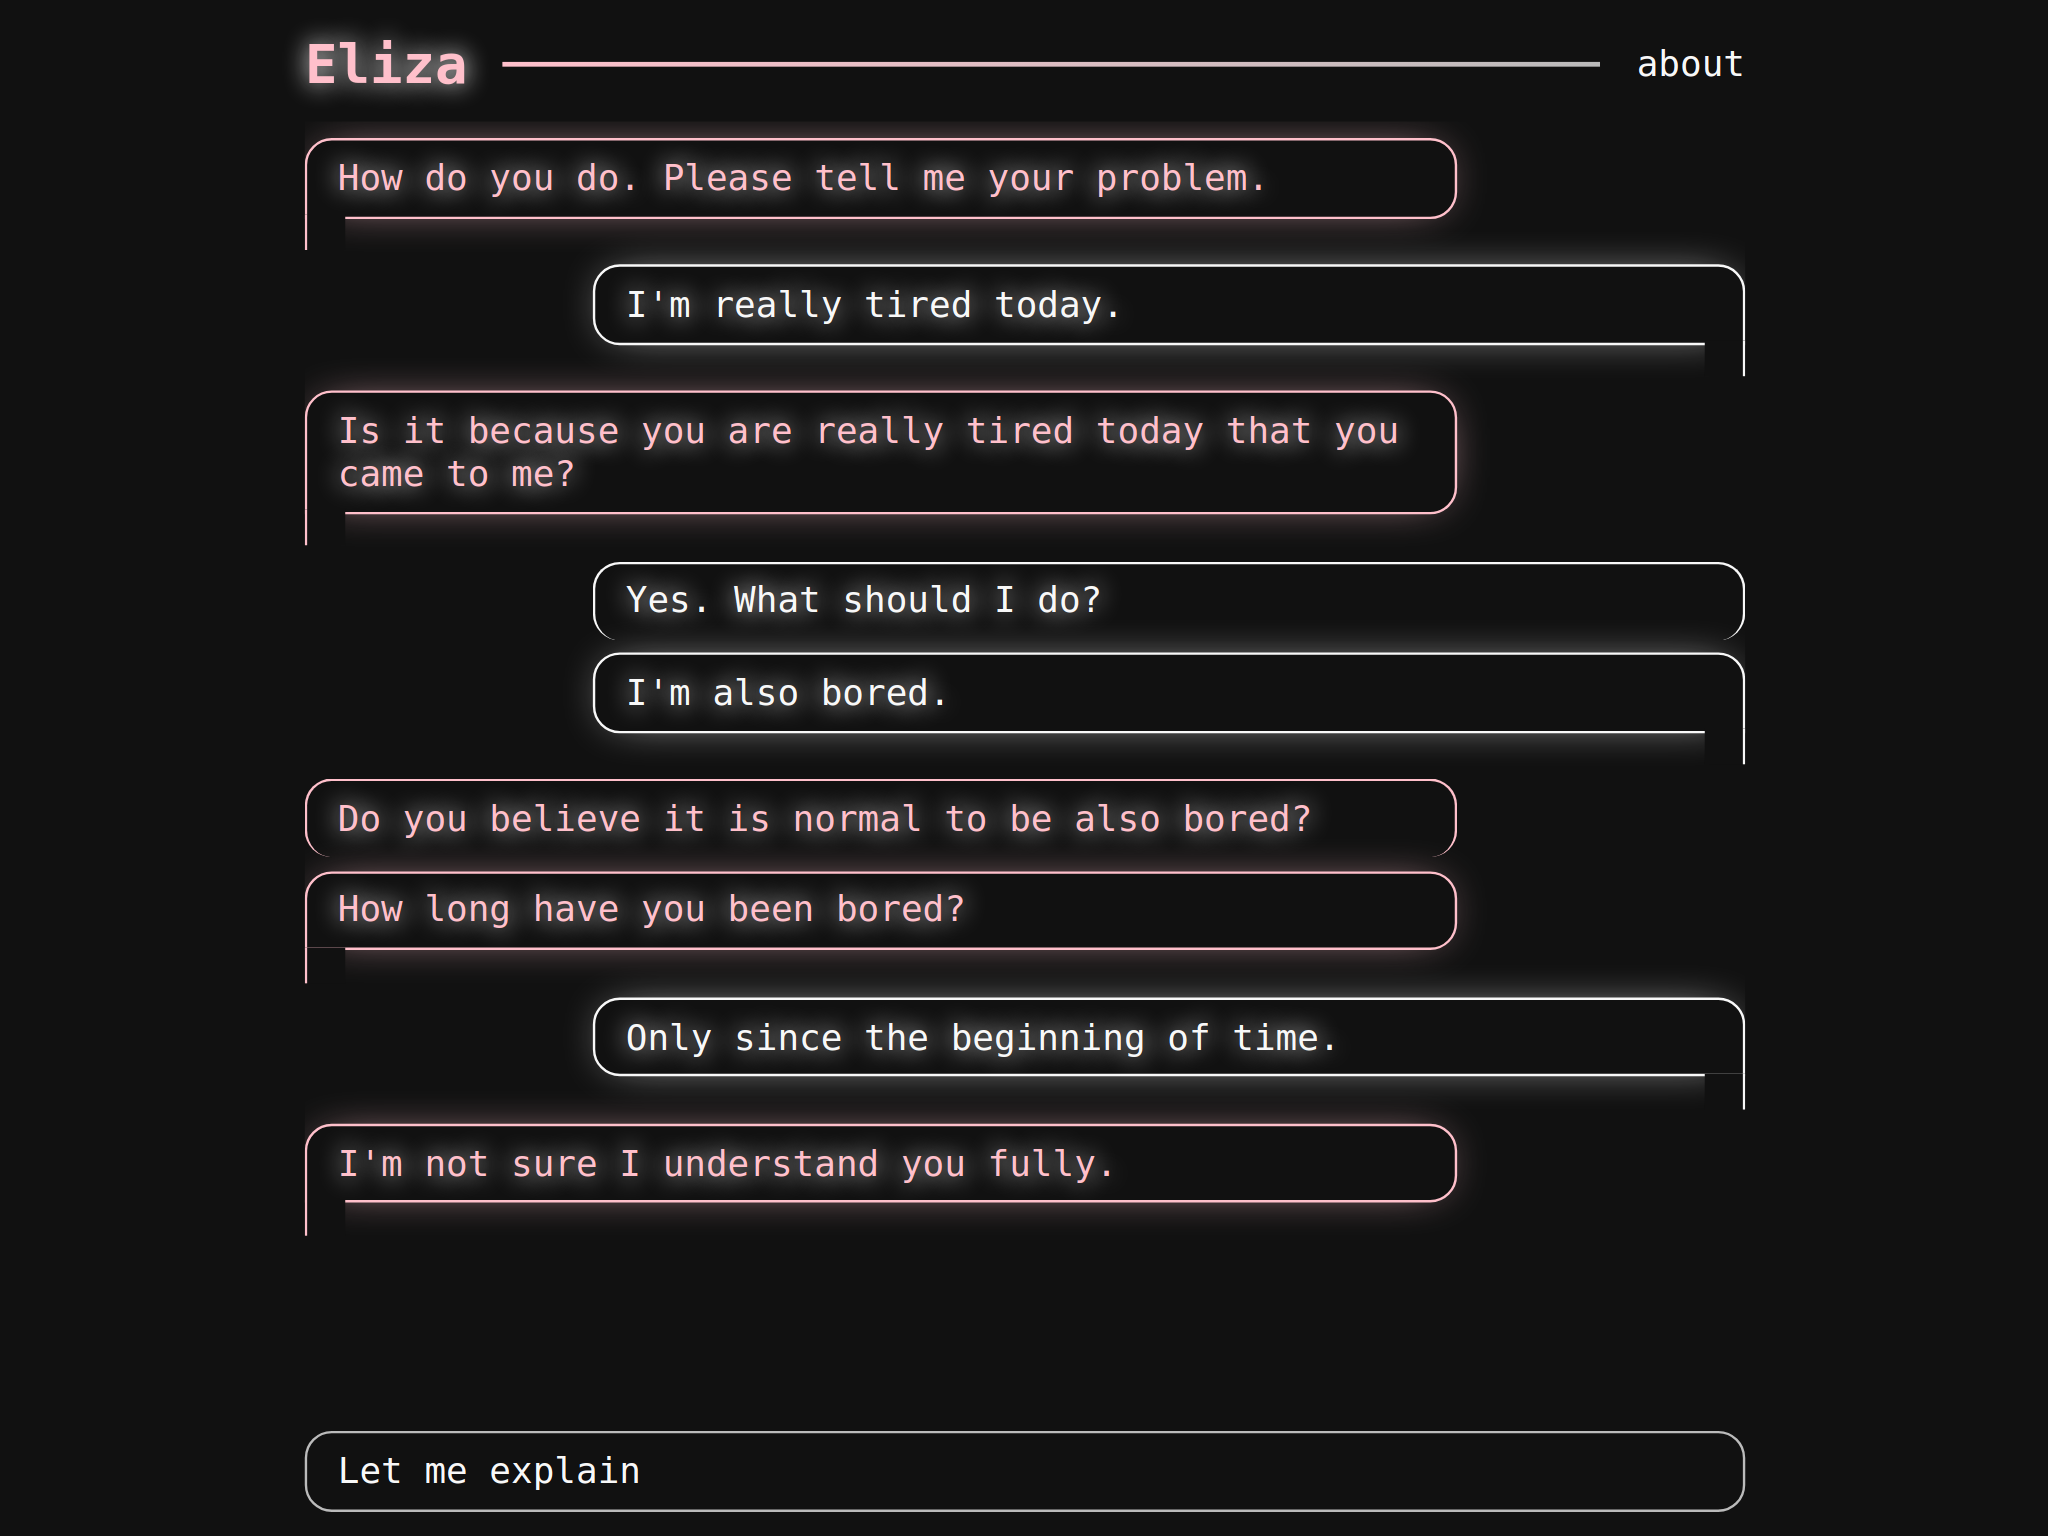 Eliza
about
How do you do. Please tell me your problem.
I'm really tired today.
Is it because you are really tired today that you
came to me?
Yes. What should I do?
I'm also bored.
Do you believe it is normal to be also bored?
How long have you been bored?
Only since the beginning of time.
I'm not sure I understand you fully.
Let me explain